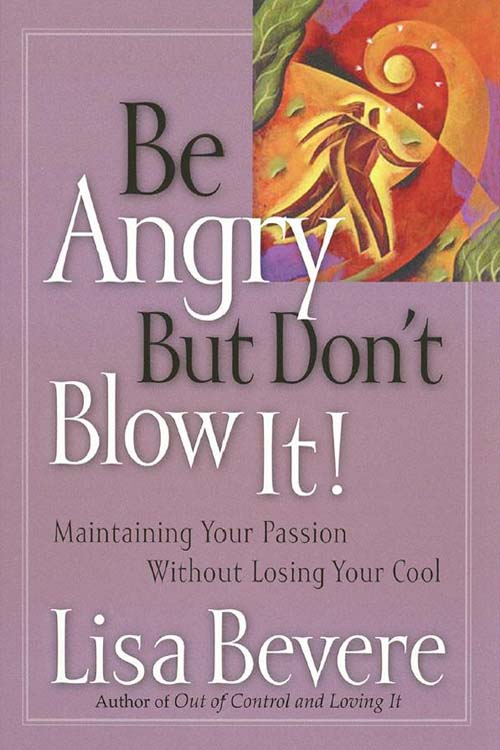 Be
Angry
But Don't
Blow It!
Maintaining Your Passion
Without Losing Your Cool
Lisa Bevere
Author of Out of Control and Loving It